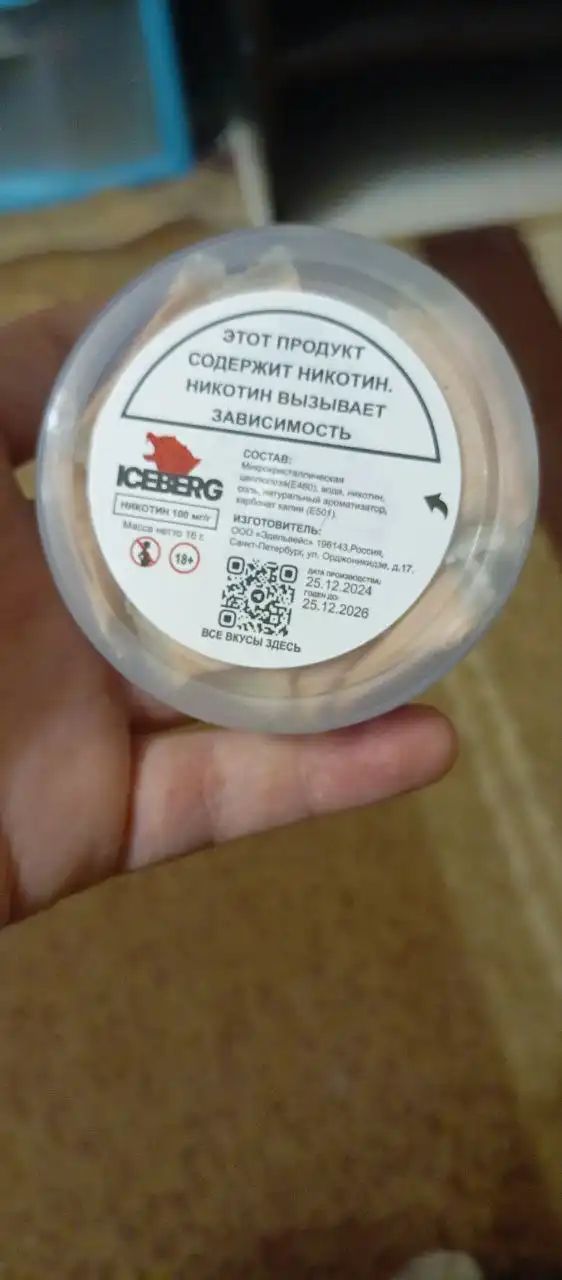 ЭТОТ ПРОДУКТ
СОДЕРЖИТ НИКОТИН.
НИКОТИН ВЫЗЫВАЕТ
ЗАВИСИМОСТЬ
ICEBERG
НИКОТИН 100 мг/г
Масса нетто 16 г.
18+
СОСТАВ:
Микрокристаллическая
целлюлоза(E460), вода, никотин,
соль, натуральный ароматизатор,
карбонат калия (E501).
ИЗГОТОВИТЕЛЬ:
ООО «Эдельвейс» 196143,Россия,
Санкт-Петербург, ул. Орджоникидзе, д.17.
ДАТА ПРОИЗВОДСТВА:
25.12.2024
ГОДЕН ДО:
25.12.2026
ВСЕ ВКУСЫ ЗДЕСЬ